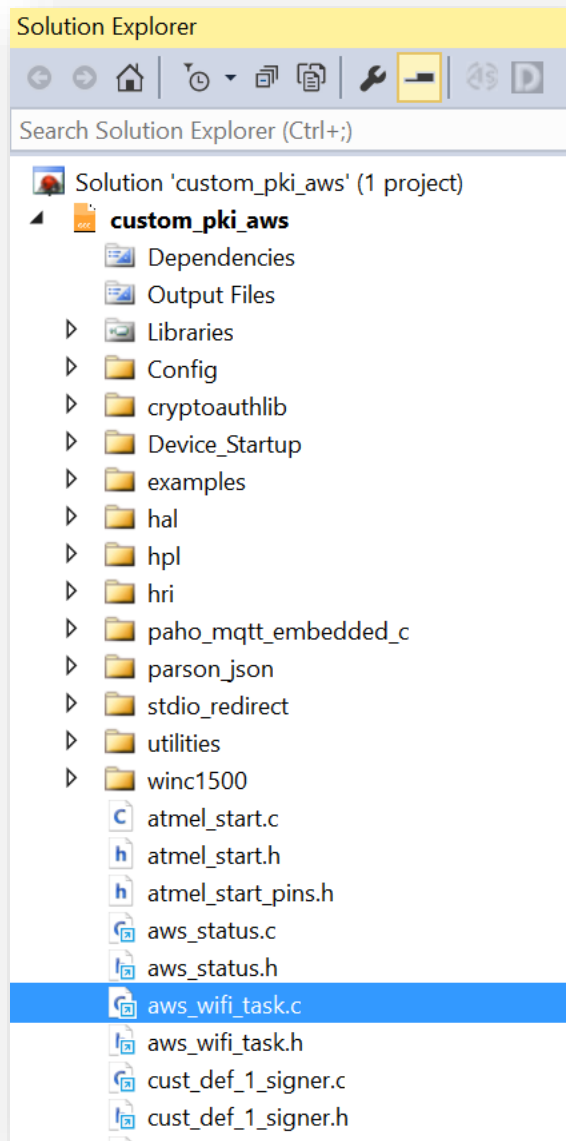 Solution Explorer
Search Solution Explorer (Ctrl+;)
Solution 'custom_pki_aws' (1 project)
custom_pki_aws
Dependencies
Output Files
Libraries
Config
cryptoauthlib
Device_Startup
examples
hal
hpl
hri
paho_mqtt_embedded_c
parson_json
stdio_redirect
utilities
winc1500
atmel_start.c
atmel_start.h
atmel_start_pins.h
aws_status.c
aws_status.h
aws_wifi_task.c
aws_wifi_task.h
cust_def_1_signer.c
cust_def_1_signer.h